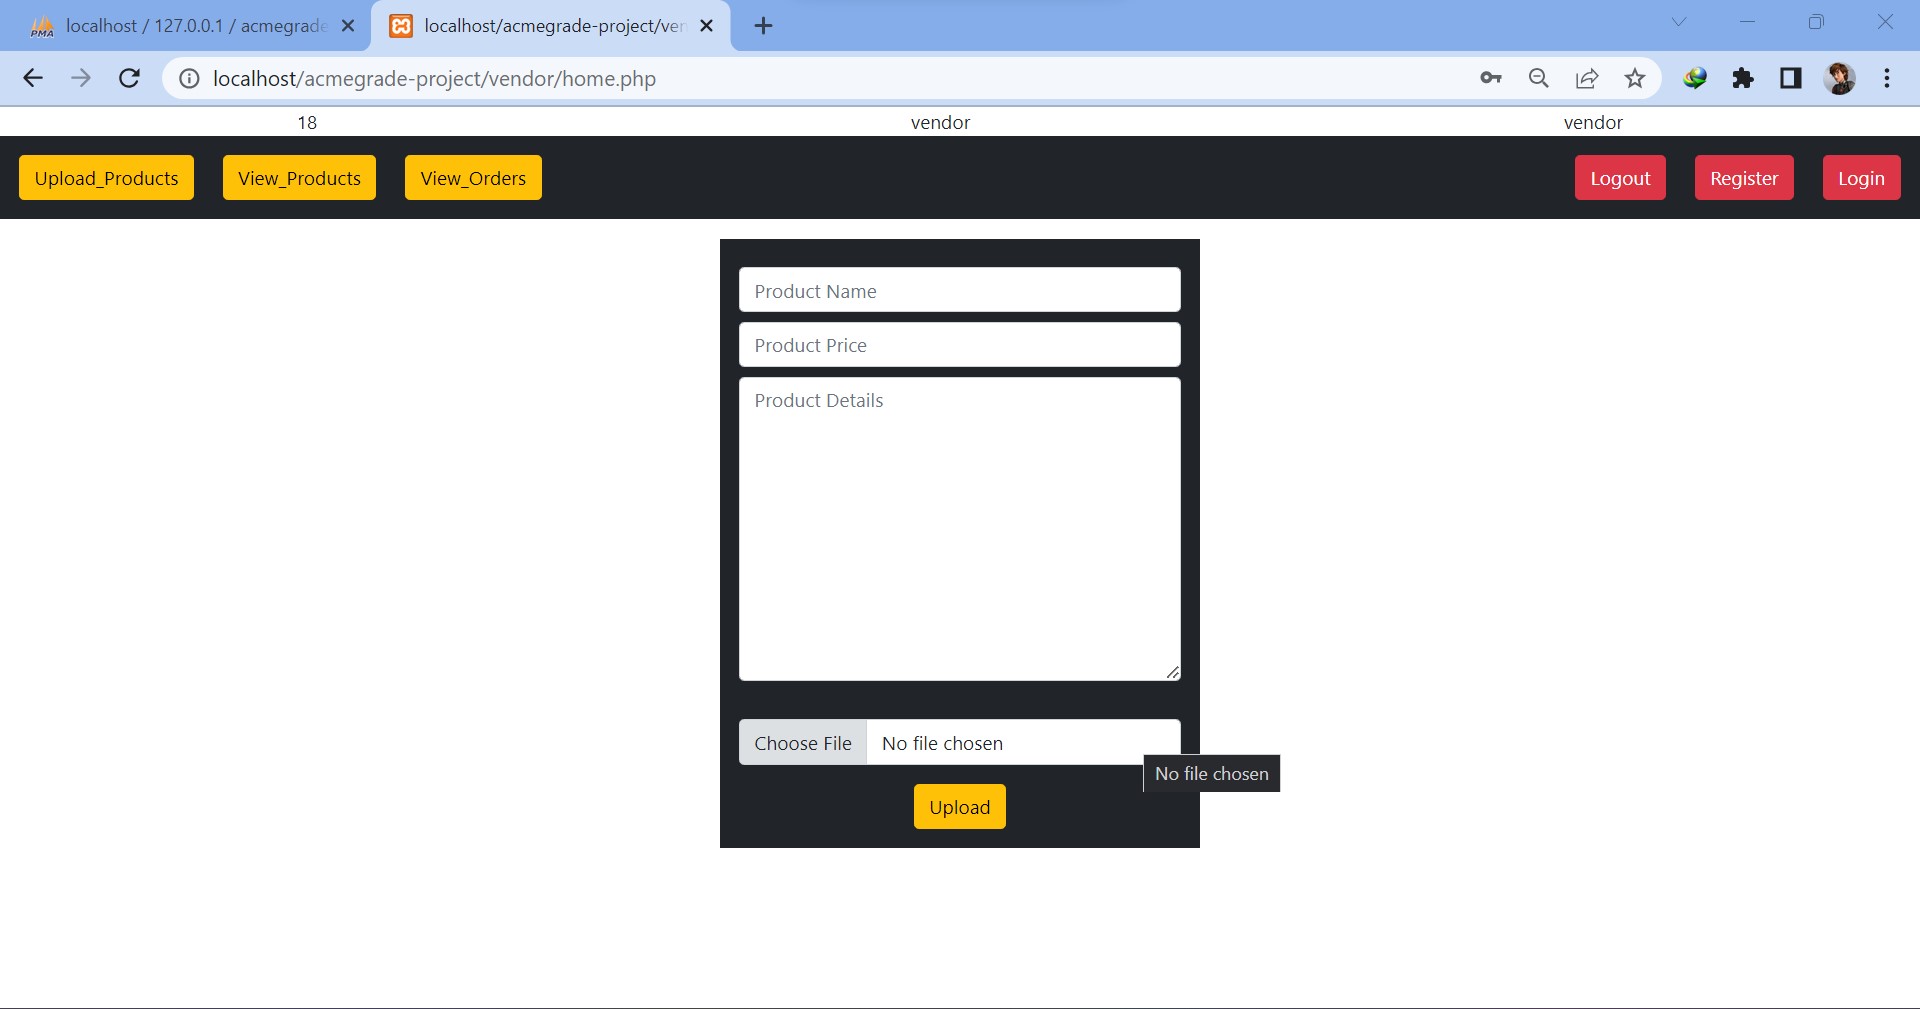 PMA localhost / 127.0.0.1 / acmegrade
localhost/acmegrade-project/ven
localhost/acmegrade-project/vendor/home.php
18 vendor vendor
Upload_Products View_Products View_Orders Logout Register Login
Product Name
Product Price
Product Details
Choose File No file chosen
No file chosen
Upload